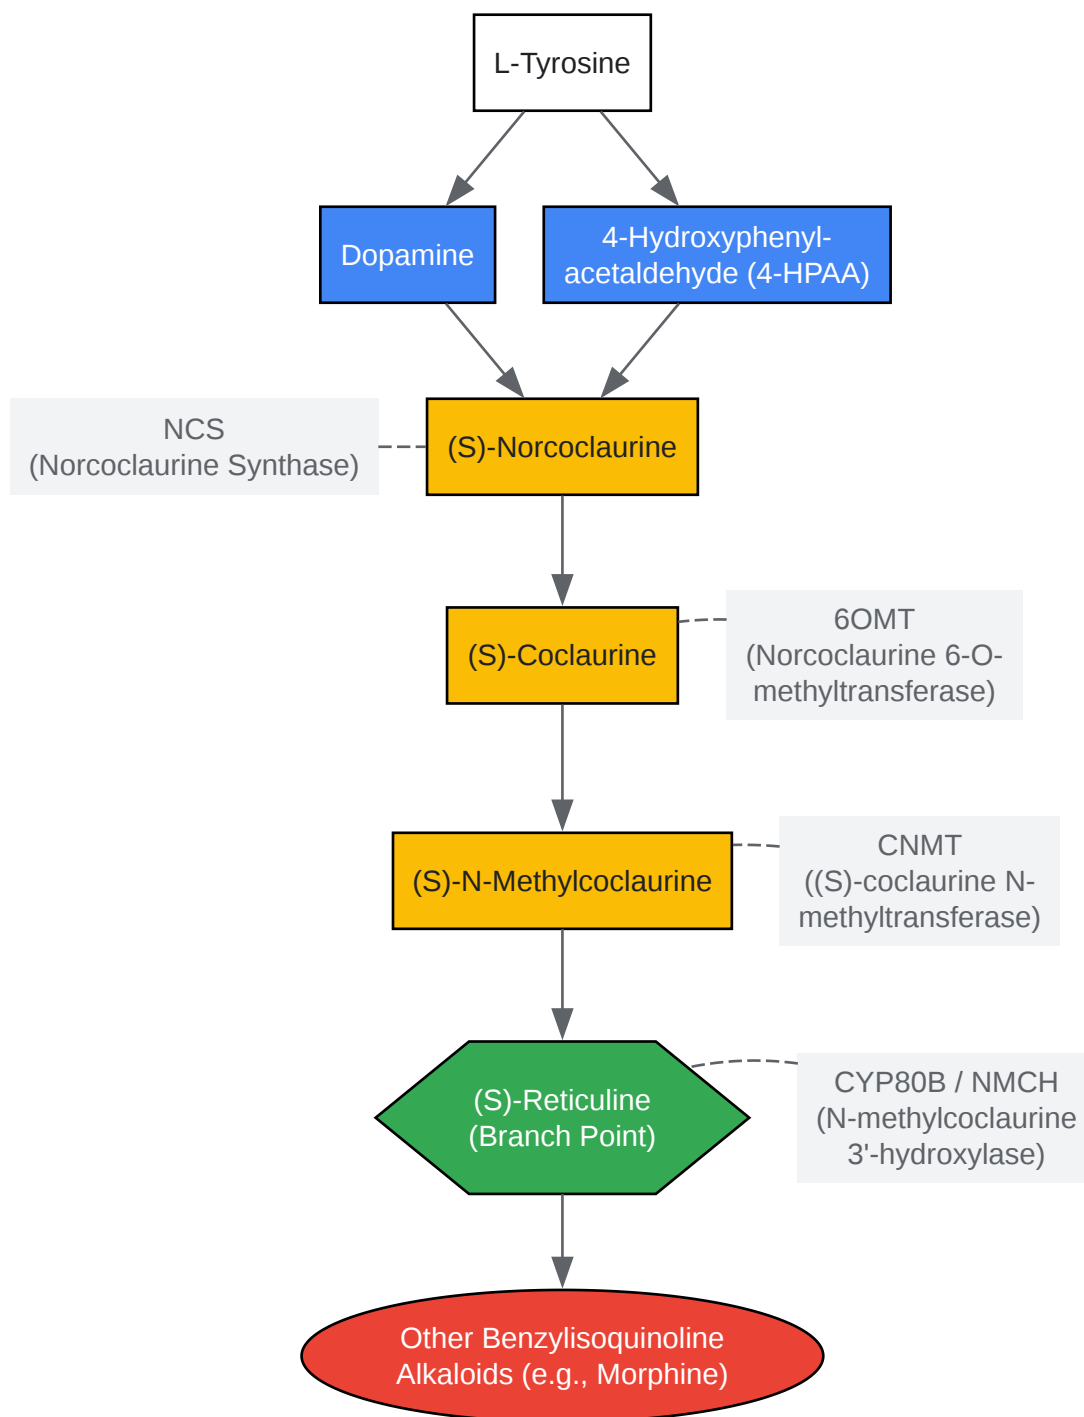 L-Tyrosine
Dopamine
4-Hydroxyphenyl-
acetaldehyde (4-HPAA)
NCS
(Norcoclaurine Synthase)
(S)-Norcoclaurine
(S)-Coclaurine
6OMT
(Norcoclaurine 6-O-
methyltransferase)
(S)-N-Methylcoclaurine
CNMT
((S)-coclaurine N-
methyltransferase)
(S)-Reticuline
(Branch Point)
CYP80B / NMCH
(N-methylcoclaurine
3'-hydroxylase)
Other Benzylisoquinoline
Alkaloids (e.g., Morphine)